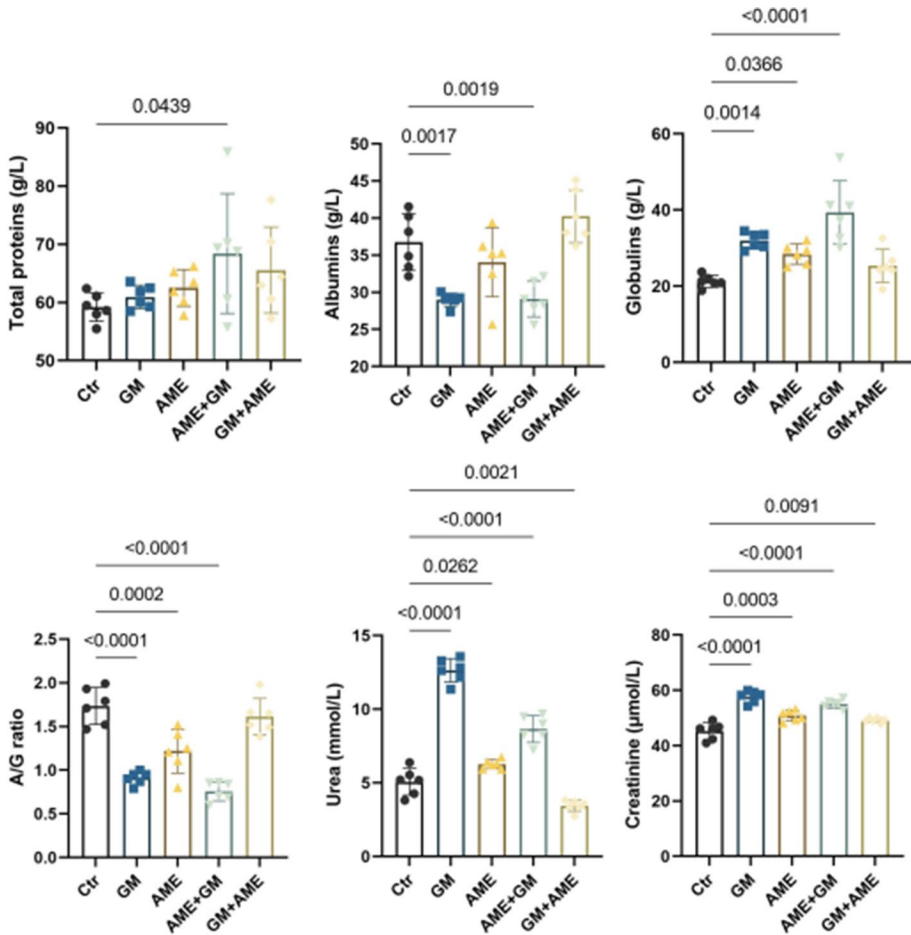 0.0439
Total proteins (g/L)
90
80
70
60
50
Ctr
GM
AME
AME+GM
GM+AME
0.0019
0.0017
Albumins (g/L)
50
45
40
35
30
25
20
Ctr
GM
AME
AME+GM
GM+AME
<0.0001
0.0366
0.0014
Globulins (g/L)
60
40
20
0
Ctr
GM
AME
AME+GM
GM+AME
<0.0001
0.0002
<0.0001
A/G ratio
2.5
2.0
1.5
1.0
0.5
0.0
Ctr
GM
AME
AME+GM
GM+AME
0.0021
<0.0001
0.0262
<0.0001
Urea (mmol/L)
15
10
5
0
Ctr
GM
AME
AME+GM
GM+AME
0.0091
<0.0001
0.0003
<0.0001
Creatinine (µmol/L)
80
60
40
20
0
Ctr
GM
AME
AME+GM
GM+AME